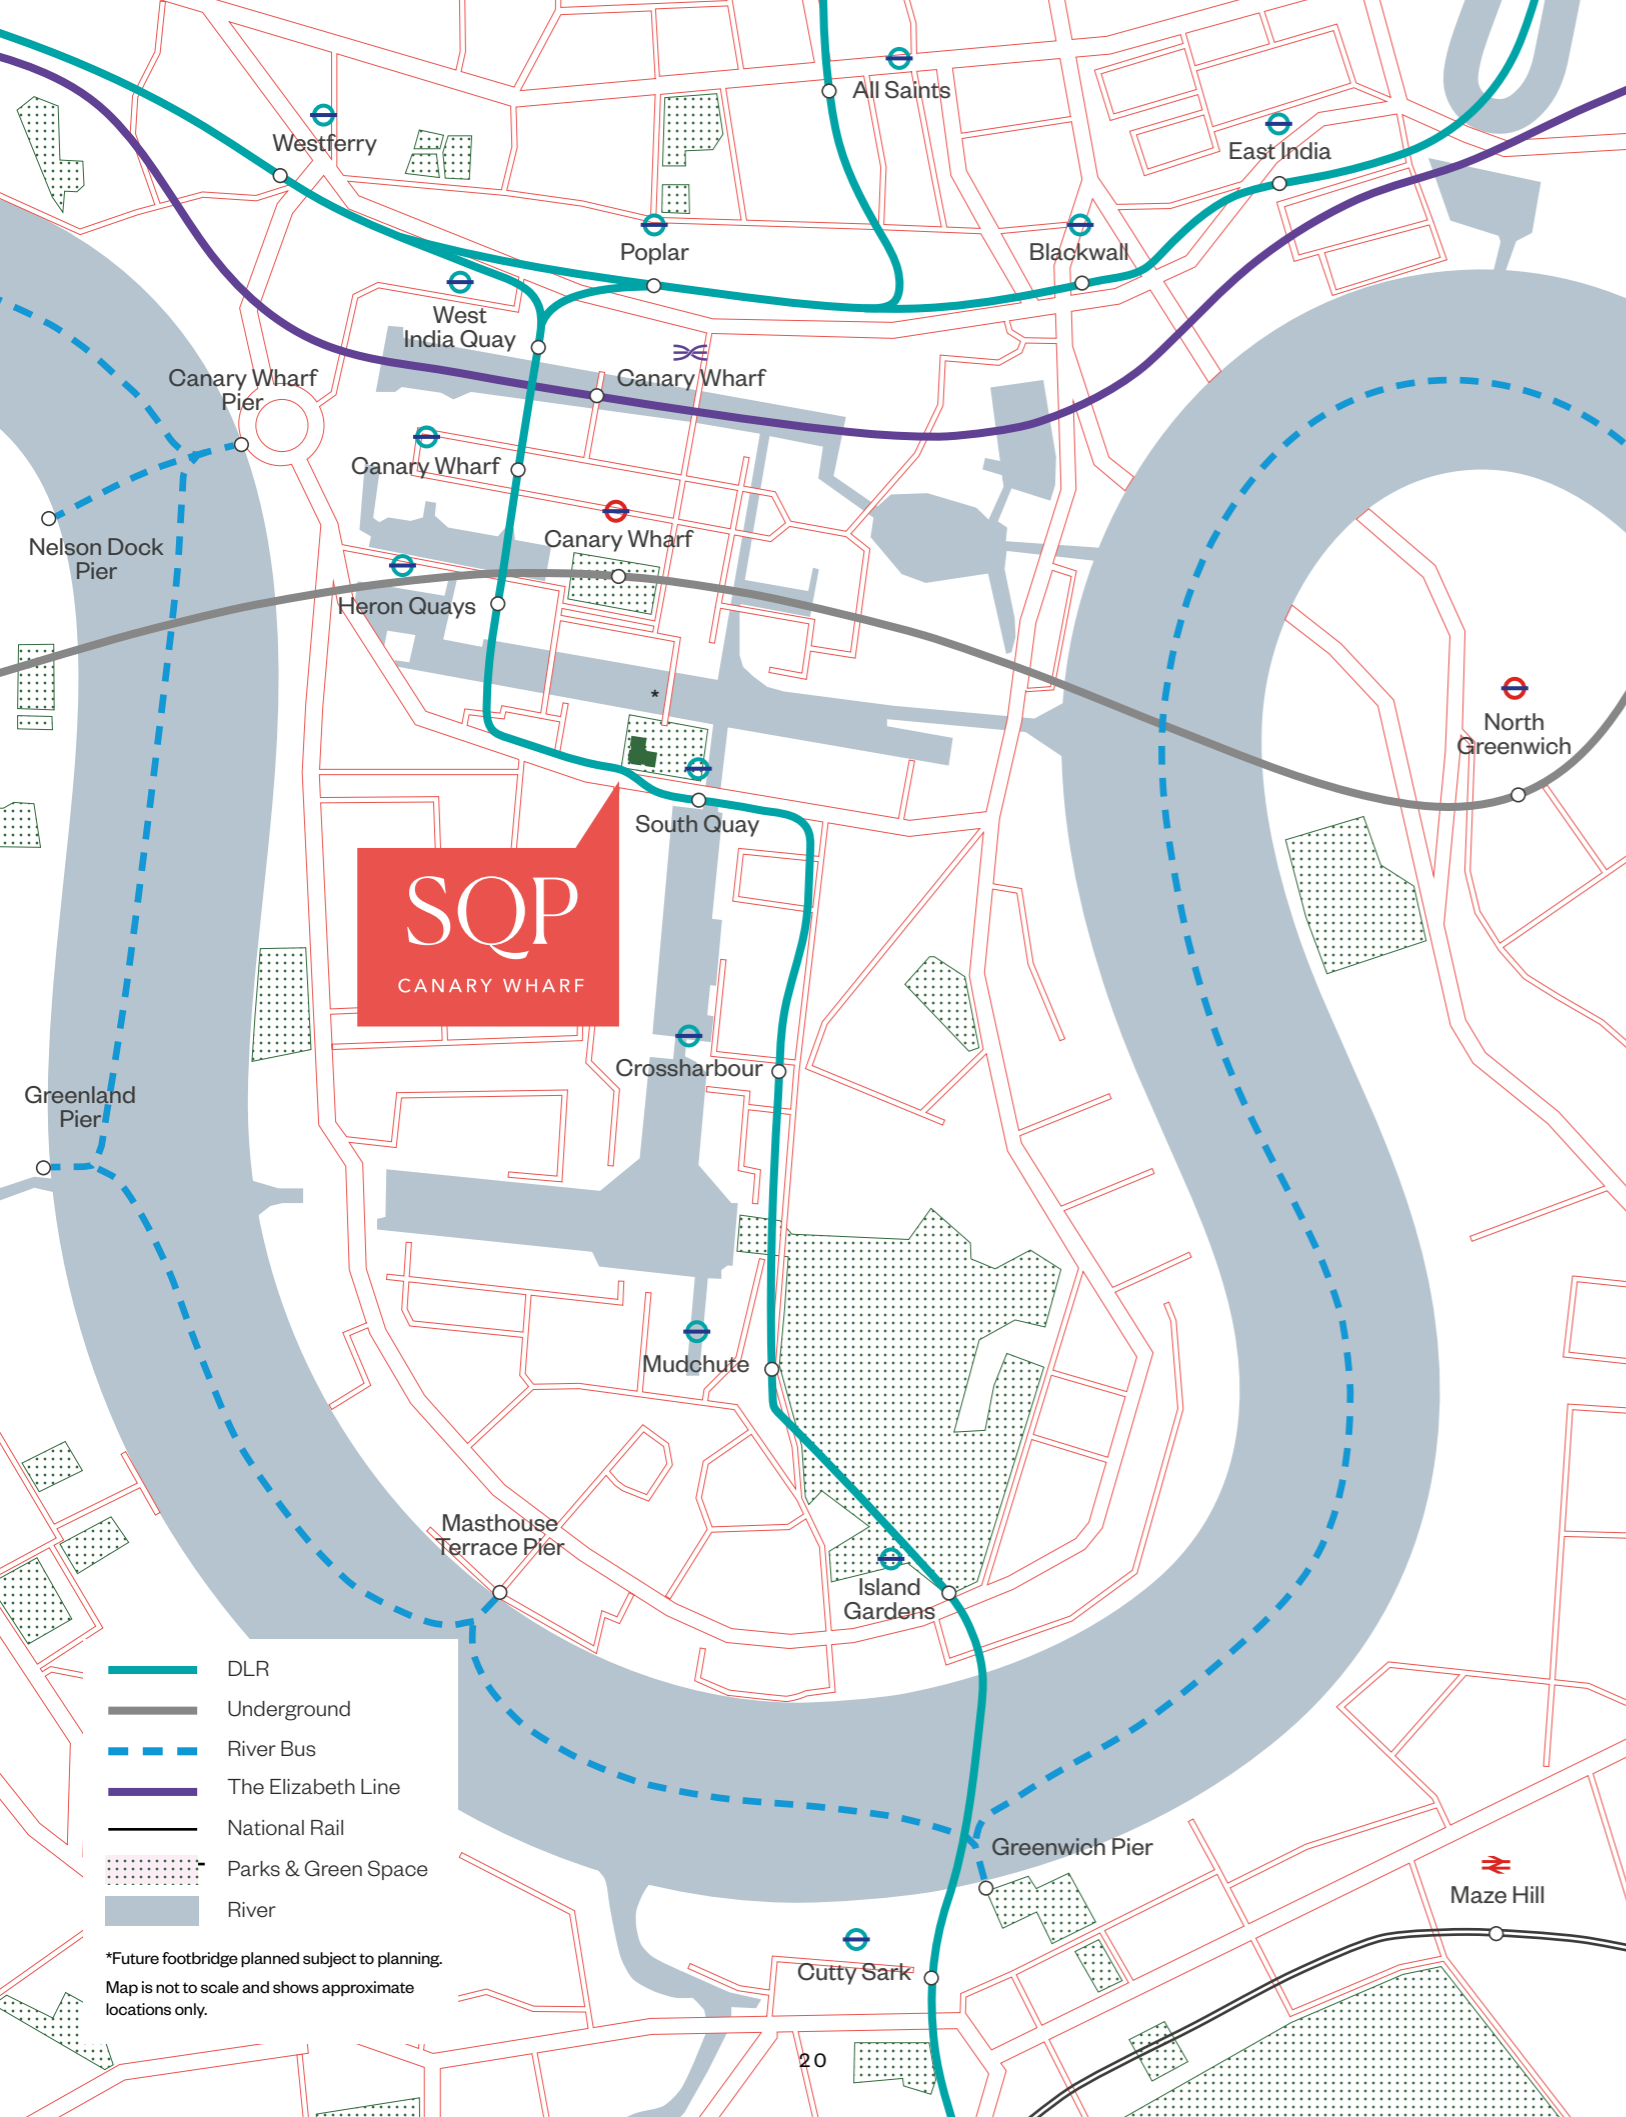 All Saints
Westferry
East India
Poplar
Blackwall
West
India Quay
Canary Wharf
Canary Wharf
Pier
Canary Wharf
Canary Wharf
Nelson Dock
Pier
Heron Quays
*
North
Greenwich
South Quay
SQP
CANARY WHARF
Crossharbour
Greenland
Pier
Mudchute
Masthouse
Terrace Pier
Island
Gardens
DLR
Underground
River Bus
The Elizabeth Line
National Rail
Parks & Green Space
River
*Future footbridge planned subject to planning.
Map is not to scale and shows approximate
locations only.
Greenwich Pier
Maze Hill
Cutty Sark
20